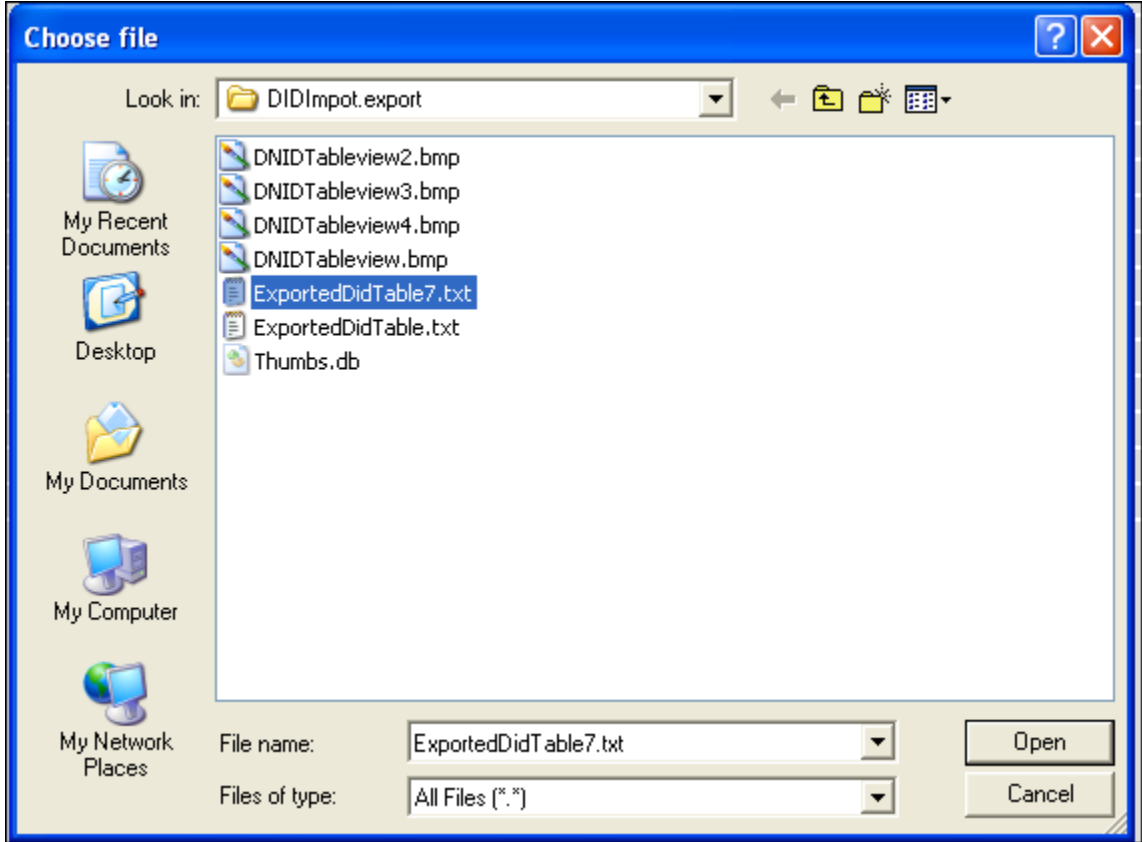 Choose file
?
Look in:
DIDImpot.export
My Recent
Documents
Desktop
My Documents
My Computer
My Network
Places
DNIDTableview2.bmp
DNIDTableview3.bmp
DNIDTableview4.bmp
DNIDTableview.bmp
ExportedDidTable7.txt
ExportedDidTable.txt
Thumbs.db
File name:
ExportedDidTable7.txt
Open
Files of type:
All Files (*.*)
Cancel